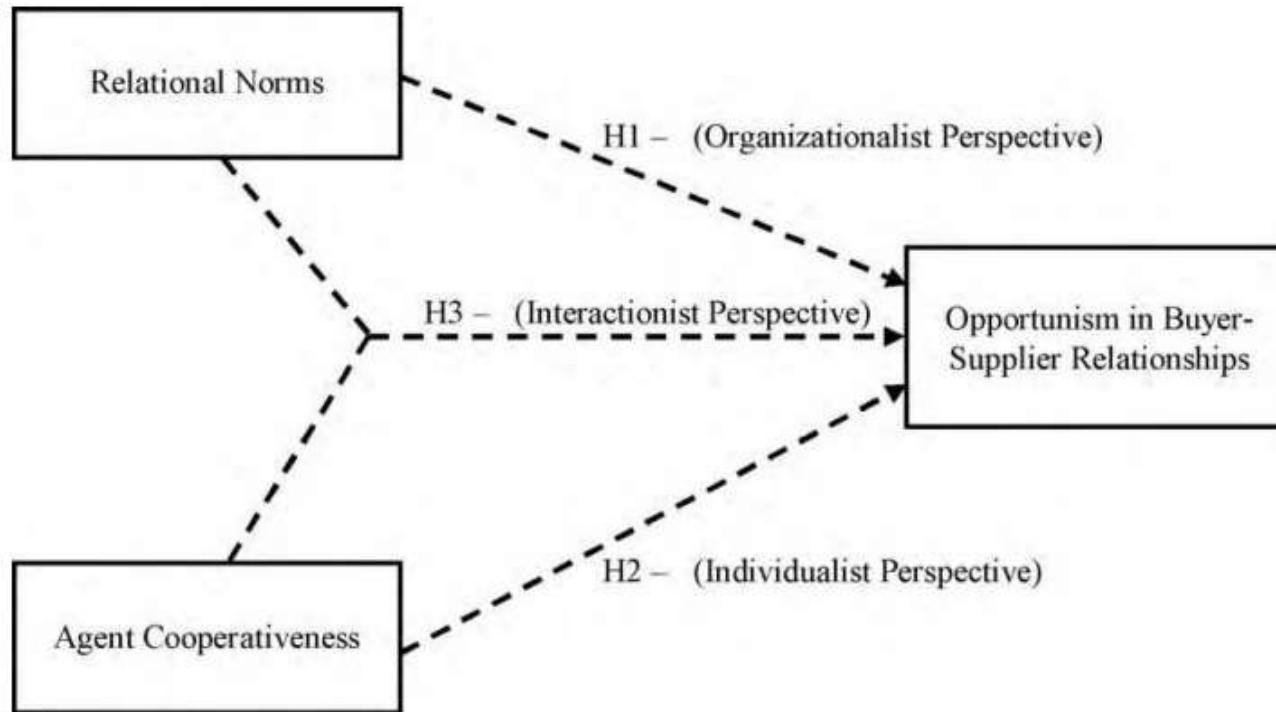 Relational Norms
H1 – (Organizationalist Perspective)
H3 – (Interactionist Perspective)
Opportunism in Buyer-
Supplier Relationships
H2 – (Individualist Perspective)
Agent Cooperativeness